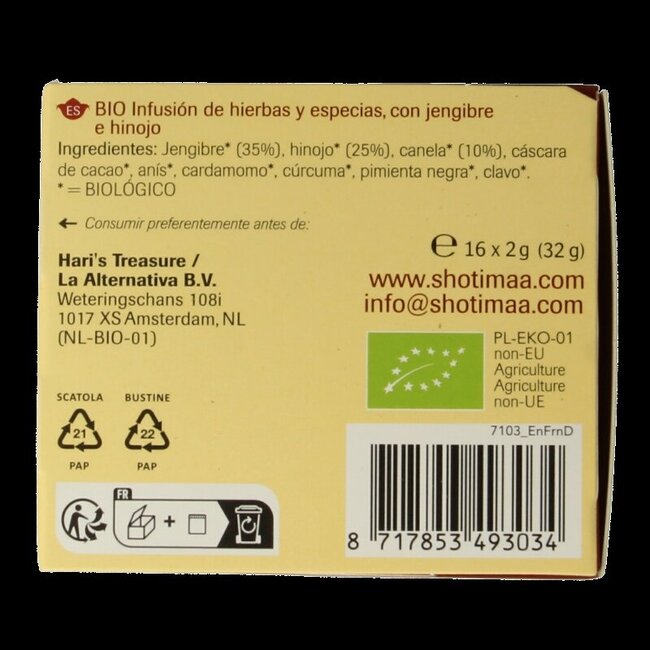 ES BIO Infusión de hierbas y especias, con jengibre
e hinojo
Ingredientes: Jengibre* (35%), hinojo* (25%), canela* (10%), cáscara
de cacao*, anís*, cardamomo*, cúrcuma*, pimienta negra*, clavo*.
* = BIOLÓGICO
Consumir preferentemente antes de:
Hari's Treasure /
La Alternativa B.V.
Weteringschans 108i
1017 XS Amsterdam, NL
(NL-BIO-01)
℮ 16 x 2 g (32 g)
www.shotimaa.com
info@shotimaa.com
PL-EKO-01
non-EU
Agriculture
Agriculture
non-UE
SCATOLA BUSTINE
21 22
PAP PAP
FR
+
7103_EnFrnD
8 717853 493034